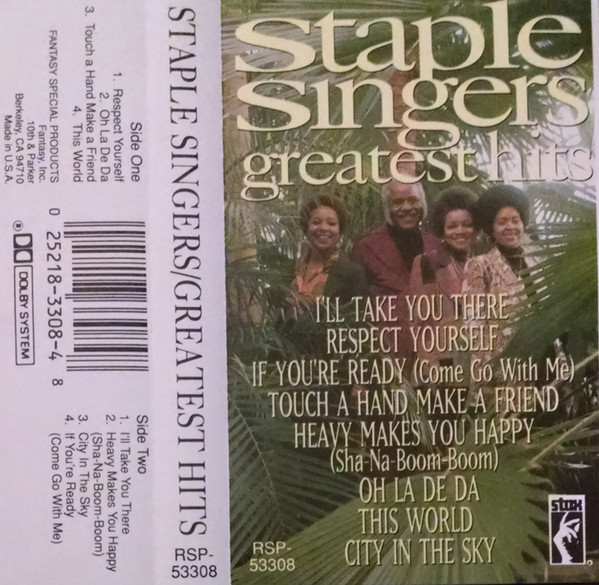 Staple
Singers
greatest hits
I'LL TAKE YOU THERE
RESPECT YOURSELF
IF YOU'RE READY (Come Go With Me)
TOUCH A HAND MAKE A FRIEND
HEAVY MAKES YOU HAPPY
(Sha-Na-Boom-Boom)
OH LA DE DA
THIS WORLD
CITY IN THE SKY
RSP-
53308
stax
STAPLE SINGERS/GREATEST HITS
RSP-
53308
Side One
1. Respect Yourself
2. Oh La De Da
3. Touch a Hand Make a Friend
4. This World
FANTASY SPECIAL PRODUCTS
Fantasy, Inc.
10th & Parker
Berkeley, CA 94710
Made in U.S.A.
0 25218-3308-4 8
DOLBY SYSTEM
Side Two
1. I'll Take You There
2. Heavy Makes You Happy
(Sha-Na-Boom-Boom)
3. City In The Sky
4. If You're Ready
(Come Go With Me)